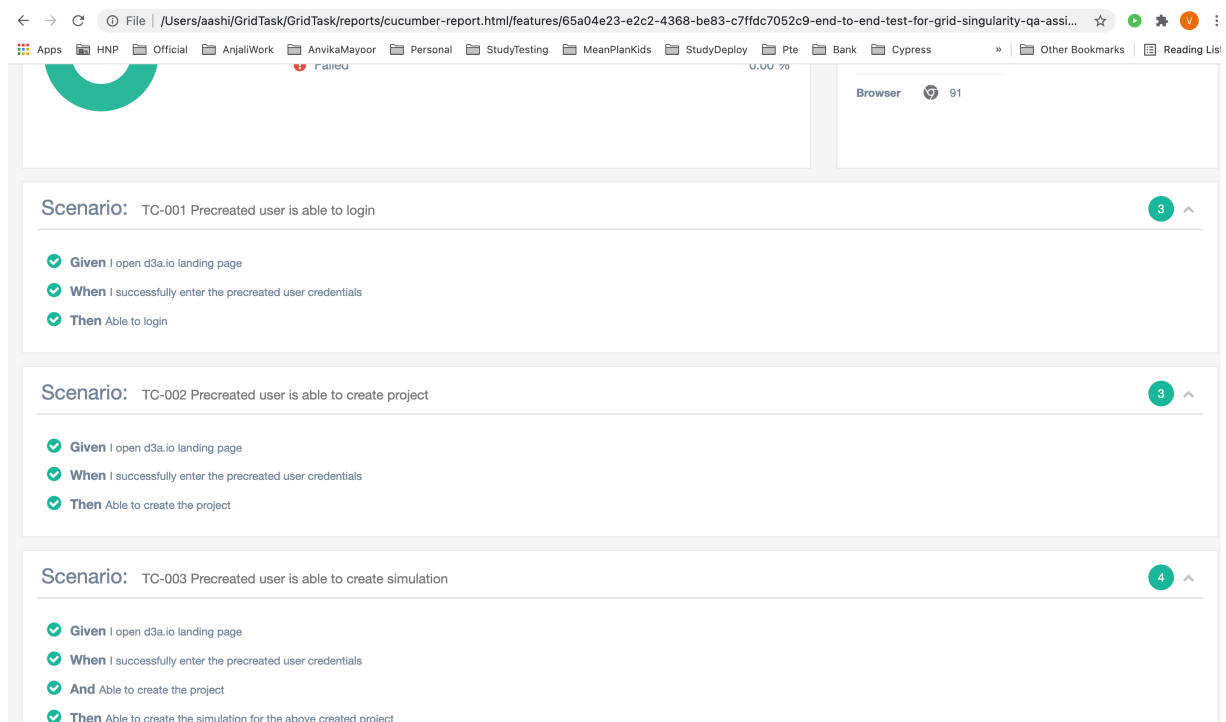 File | /Users/aashi/GridTask/GridTask/reports/cucumber-report.html/features/65a04e23-e2c2-4368-be83-c7ffdc7052c9-end-to-end-test-for-grid-singularity-qa-assi... V
Apps HNP Official AnjaliWork AnvikaMayoor Personal StudyTesting MeanPlanKids StudyDeploy Pte Bank Cypress » Other Bookmarks Reading List
Failed 0.00 %
Browser 91
Scenario: TC-001 Precreated user is able to login 3
Given I open d3a.io landing page
When I successfully enter the precreated user credentials
Then Able to login
Scenario: TC-002 Precreated user is able to create project 3
Given I open d3a.io landing page
When I successfully enter the precreated user credentials
Then Able to create the project
Scenario: TC-003 Precreated user is able to create simulation 4
Given I open d3a.io landing page
When I successfully enter the precreated user credentials
And Able to create the project
Then Able to create the simulation for the above created project